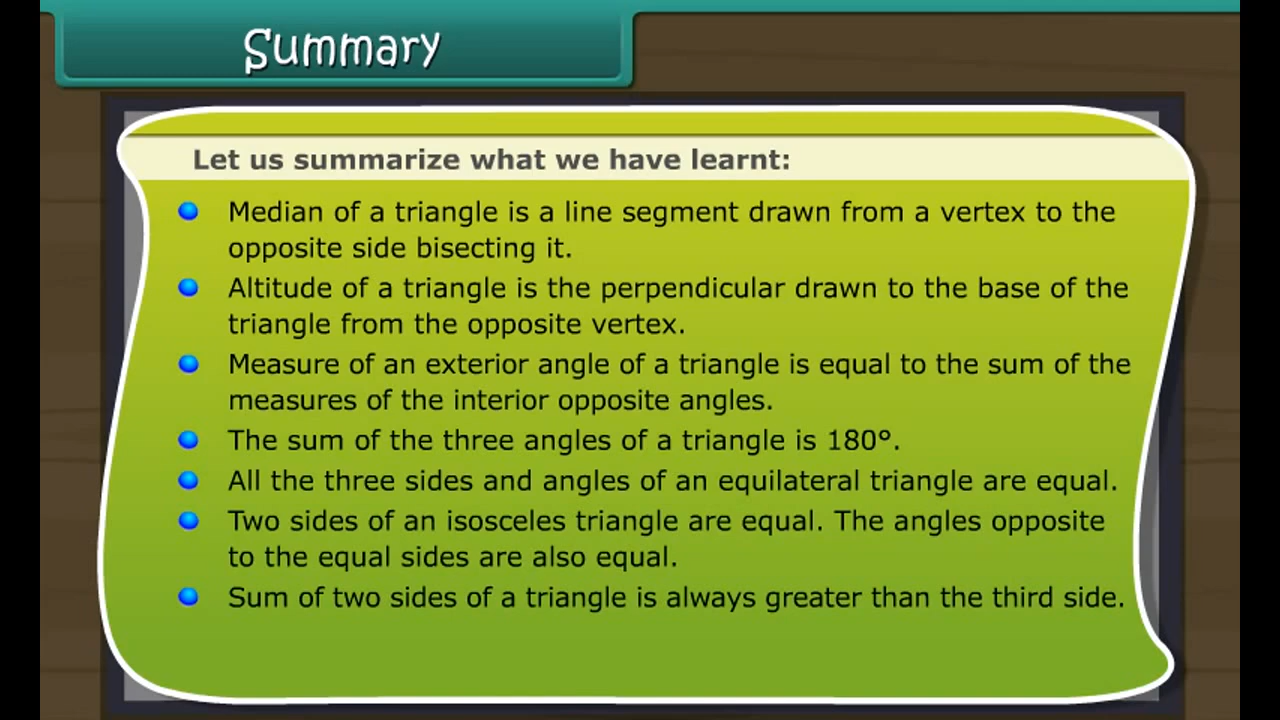 Summary
Let us summarize what we have learnt:
Median of a triangle is a line segment drawn from a vertex to the
opposite side bisecting it.
Altitude of a triangle is the perpendicular drawn to the base of the
triangle from the opposite vertex.
Measure of an exterior angle of a triangle is equal to the sum of the
measures of the interior opposite angles.
The sum of the three angles of a triangle is 180°.
All the three sides and angles of an equilateral triangle are equal.
Two sides of an isosceles triangle are equal. The angles opposite
to the equal sides are also equal.
Sum of two sides of a triangle is always greater than the third side.